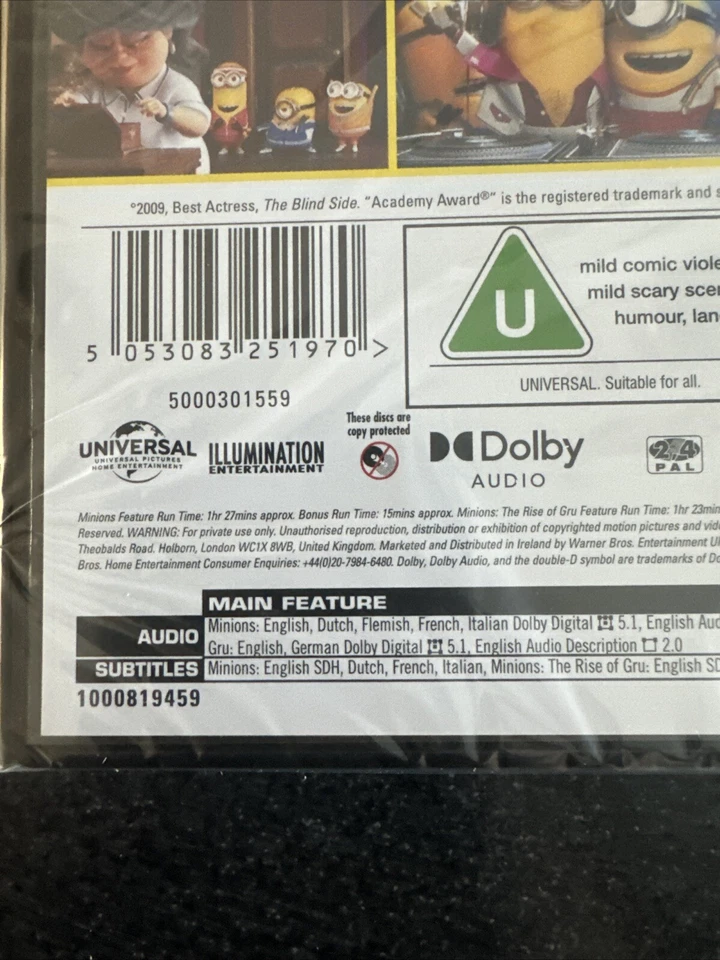 °2009, Best Actress, The Blind Side. "Academy Award®" is the registered trademark and
mild comic
mild scary
humour,
U
5 053083 251970 >
UNIVERSAL. Suitable for all.
5000301559
These discs are
copy protected
UNIVERSAL
UNIVERSAL PICTURES
HOME ENTERTAINMENT
ILLUMINATION
ENTERTAINMENT
Dolby
AUDIO
2,4
PAL
Minions Feature Run Time: 1hr 27mins approx. Bonus Run Time: 15mins approx. Minions: The Rise of Gru Feature Run Time: 1hr 23min
Reserved. WARNING: For private use only. Unauthorised reproduction, distribution or exhibition of copyrighted motion pictures and
Theobalds Road. Holborn, London WC1X 8WB, United Kingdom. Marketed and Distributed in Ireland by Warner Bros. Entertainment
Bros. Home Entertainment Consumer Enquiries: +44(0)20-7984-6480. Dolby, Dolby Audio, and the double-D symbol are trademarks of
MAIN FEATURE
AUDIO
Minions: English, Dutch, Flemish, French, Italian Dolby Digital 5.1, English
Gru: English, German Dolby Digital 5.1, English Audio Description 2.0
SUBTITLES
Minions: English SDH, Dutch, French, Italian, Minions: The Rise of Gru: English
1000819459